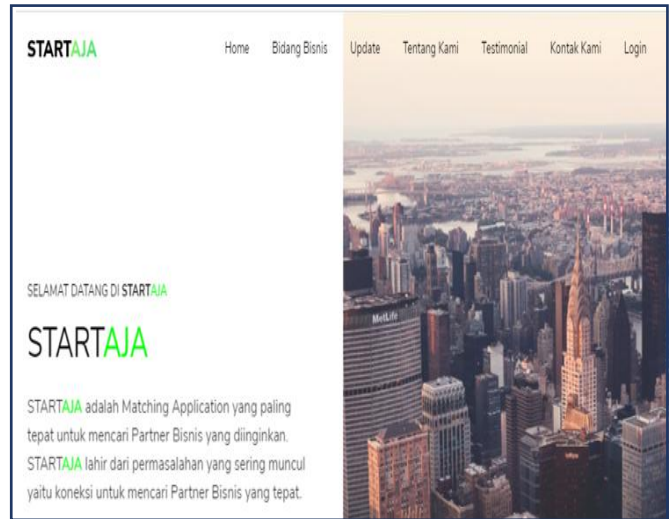 STARTAJA
Home Bidang Bisnis Update Tentang Kami Testimonial Kontak Kami Login
SELAMAT DATANG DI STARTAJA
STARTAJA
STARTAJA adalah Matching Application yang paling
tepat untuk mencari Partner Bisnis yang diinginkan.
STARTAJA lahir dari permasalahan yang sering muncul
yaitu koneksi untuk mencari Partner Bisnis yang tepat.
MetLife